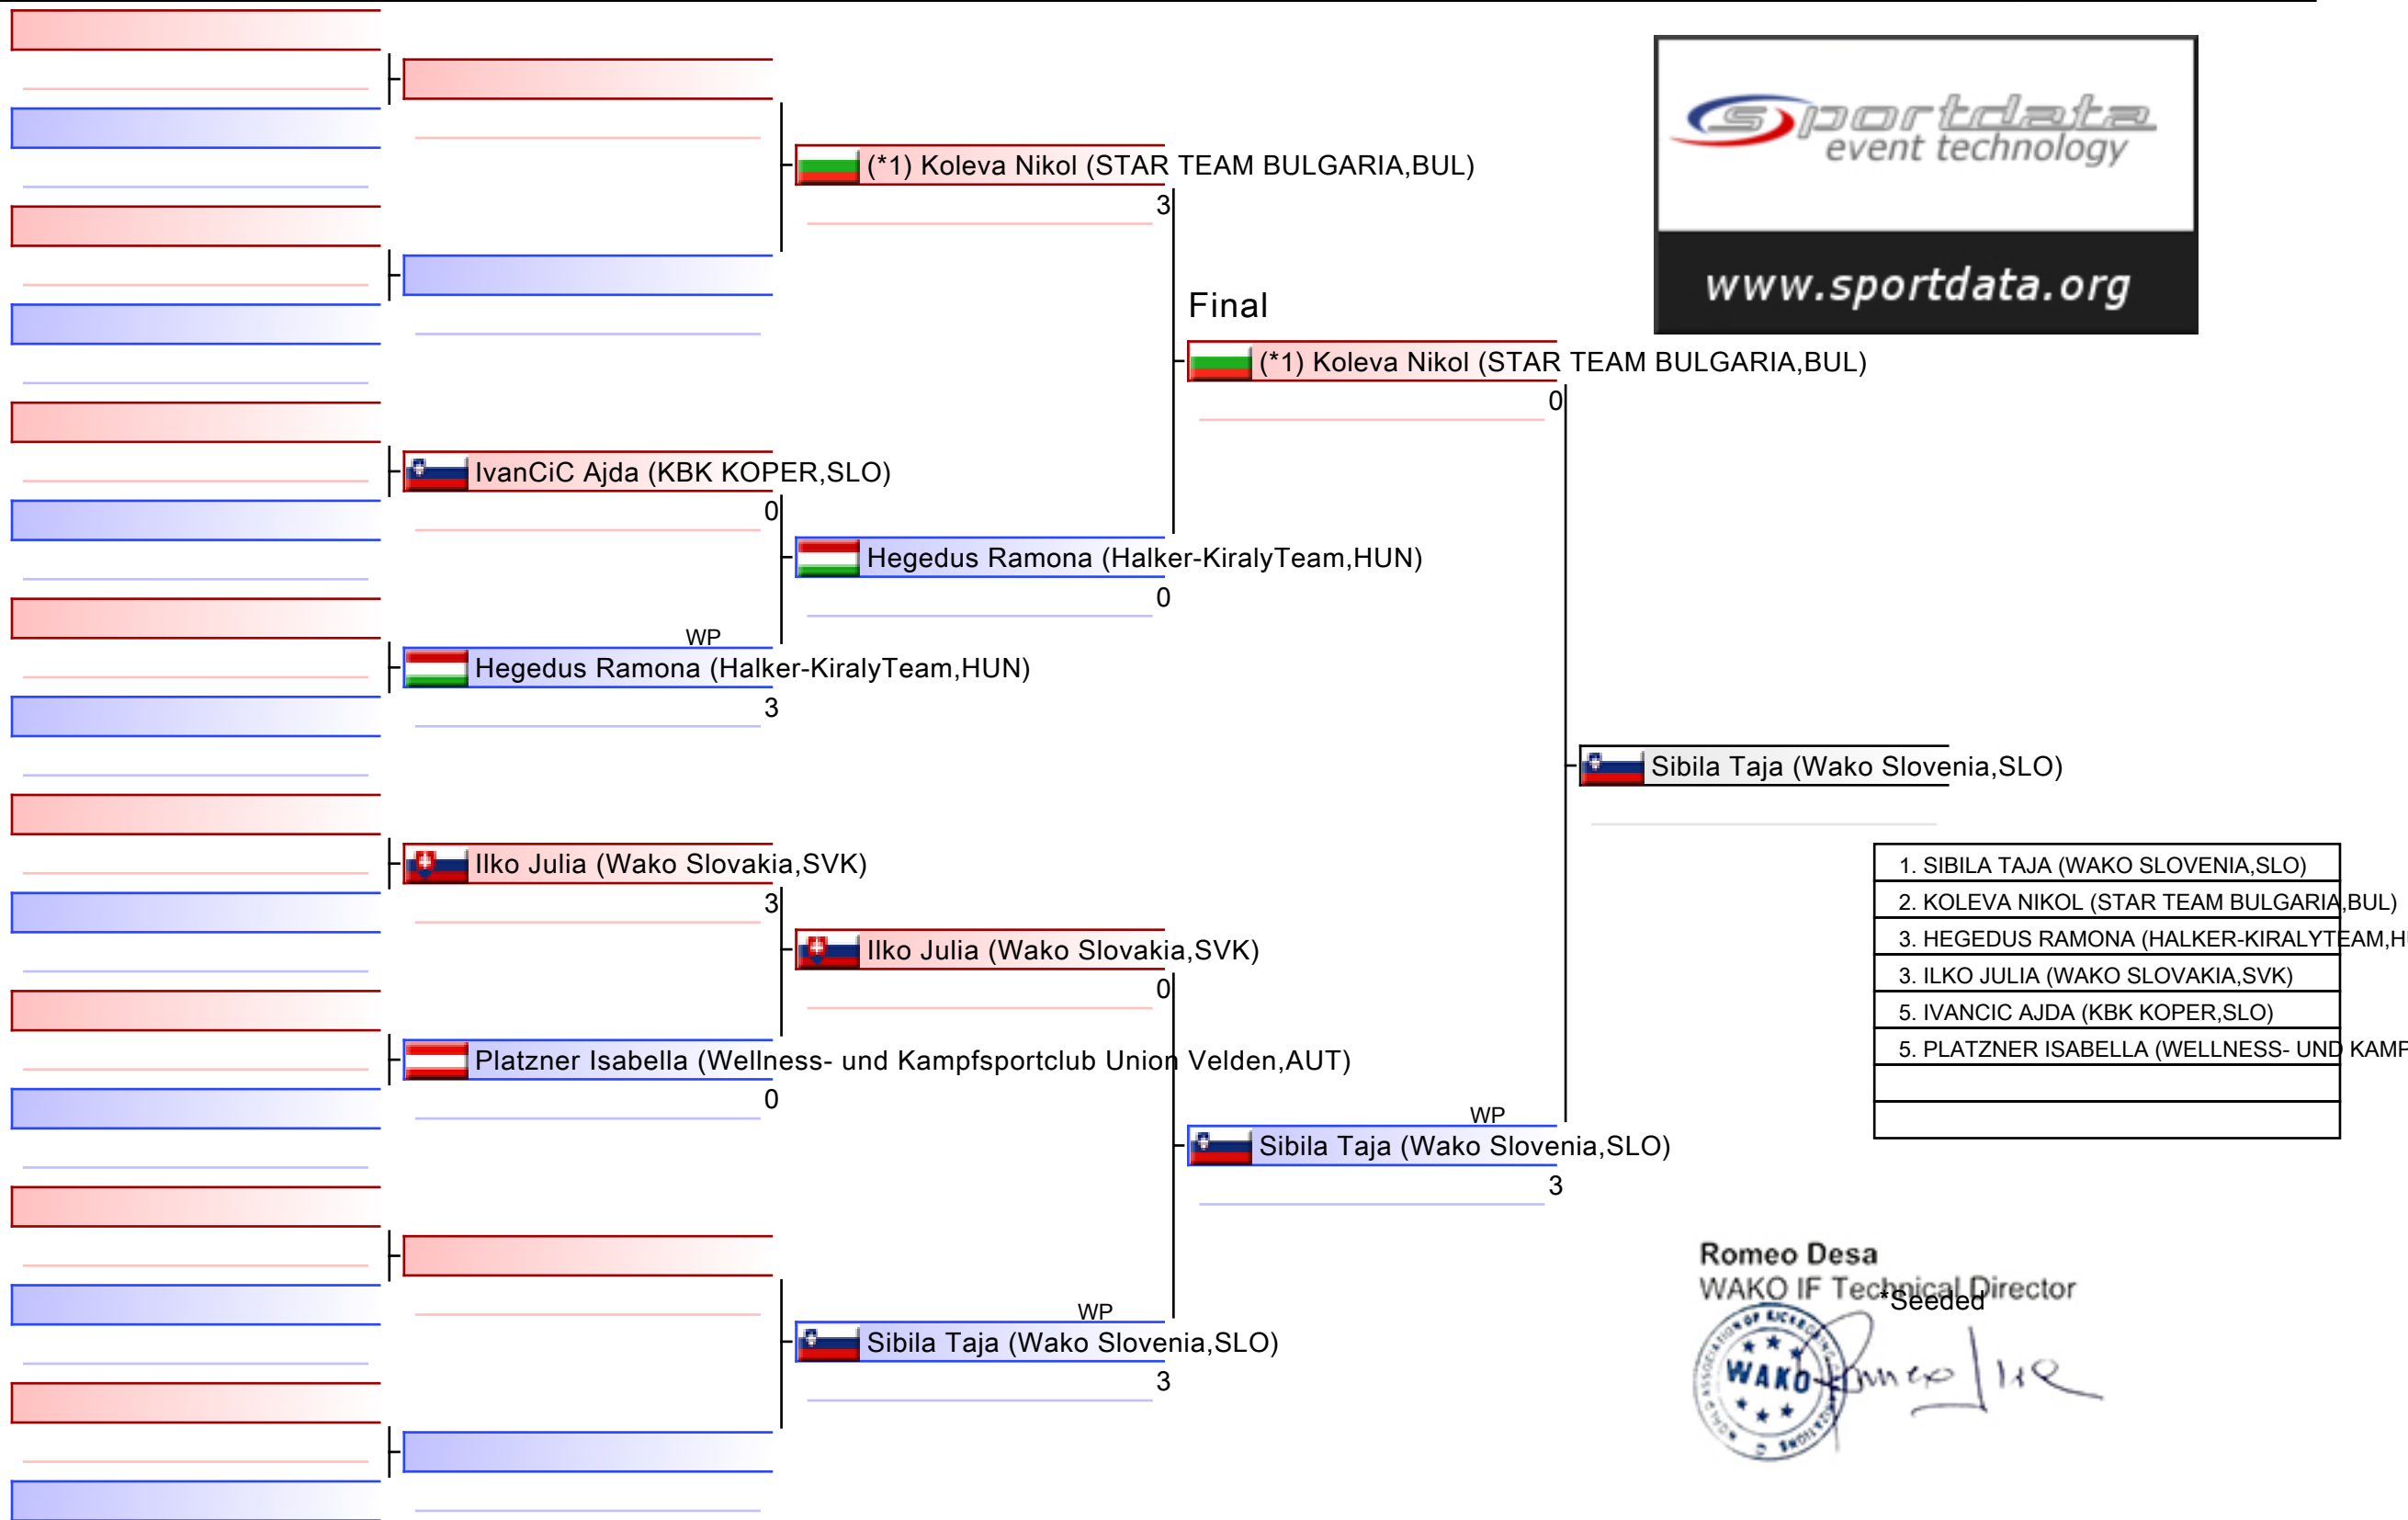 sportdata
event technology
www.sportdata.org
(*1) Koleva Nikol (STAR TEAM BULGARIA,BUL)
3
Final
(*1) Koleva Nikol (STAR TEAM BULGARIA,BUL)
0
IvanCiC Ajda (KBK KOPER,SLO)
0
Hegedus Ramona (Halker-KiralyTeam,HUN)
0
WP
Hegedus Ramona (Halker-KiralyTeam,HUN)
3
Sibila Taja (Wako Slovenia,SLO)
Ilko Julia (Wako Slovakia,SVK)
3
Ilko Julia (Wako Slovakia,SVK)
0
Platzner Isabella (Wellness- und Kampfsportclub Union Velden,AUT)
0
WP
Sibila Taja (Wako Slovenia,SLO)
3
WP
Sibila Taja (Wako Slovenia,SLO)
3
1. SIBILA TAJA (WAKO SLOVENIA,SLO)
2. KOLEVA NIKOL (STAR TEAM BULGARIA,BUL)
3. HEGEDUS RAMONA (HALKER-KIRALYTEAM,H
3. ILKO JULIA (WAKO SLOVAKIA,SVK)
5. IVANCIC AJDA (KBK KOPER,SLO)
5. PLATZNER ISABELLA (WELLNESS- UND KAMP
Romeo Desa
WAKO IF Technical Director
*Seeded
WAKO